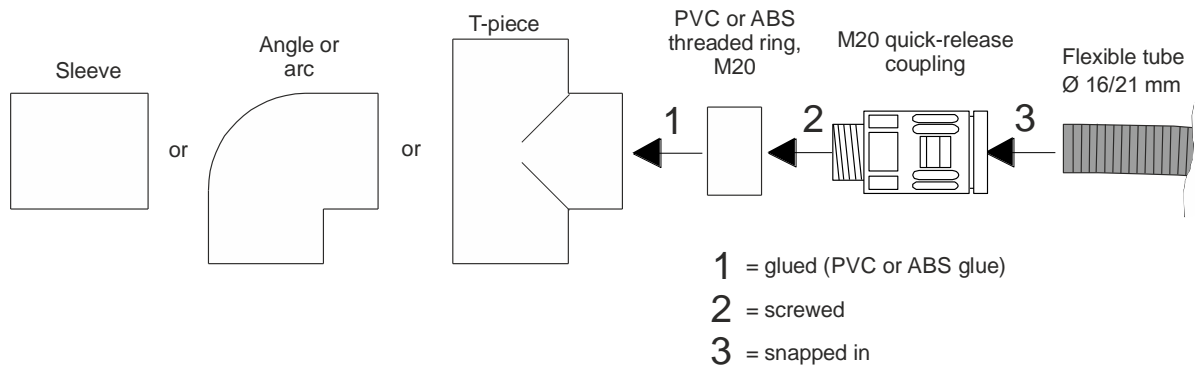 Sleeve
or
Angle or
arc
or
T-piece
1
PVC or ABS
threaded ring,
M20
2
M20 quick-release
coupling
3
Flexible tube
Ø 16/21 mm
1 = glued (PVC or ABS glue)
2 = screwed
3 = snapped in